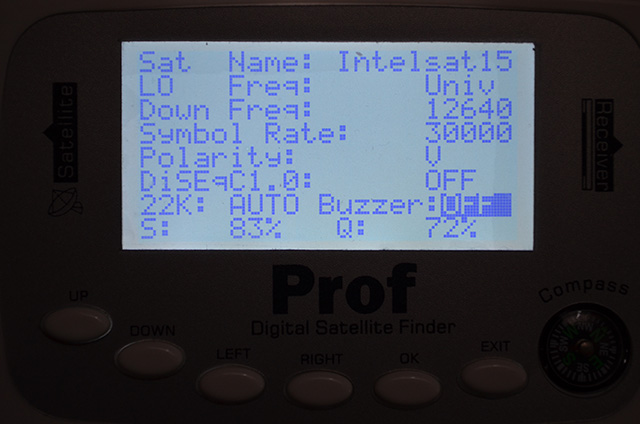 Sat Name: Intelsat15
LO Freq: Univ
Down Freq: 12640
Symbol Rate: 30000
Polarity: V
DiSEqC1.0: OFF
22K: AUTO Buzzer:OFF
S: 83% Q: 72%
Satellite
Receiver
Prof
Digital Satellite Finder
Compass
UP
DOWN
LEFT
RIGHT
OK
EXIT